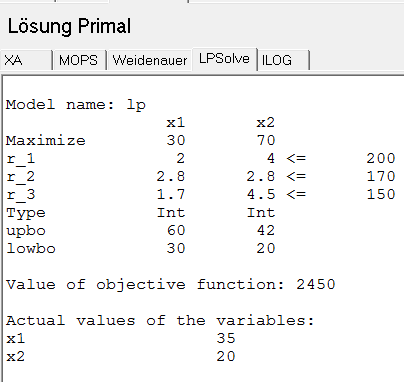 Lösung Primal
XA MOPS Weidenauer LPSolve ILOG
Model name: lp
x1 x2
Maximize 30 70
r_1 2 4 <= 200
r_2 2.8 2.8 <= 170
r_3 1.7 4.5 <= 150
Type Int Int
upbo 60 42
lowbo 30 20
Value of objective function: 2450
Actual values of the variables:
x1 35
x2 20